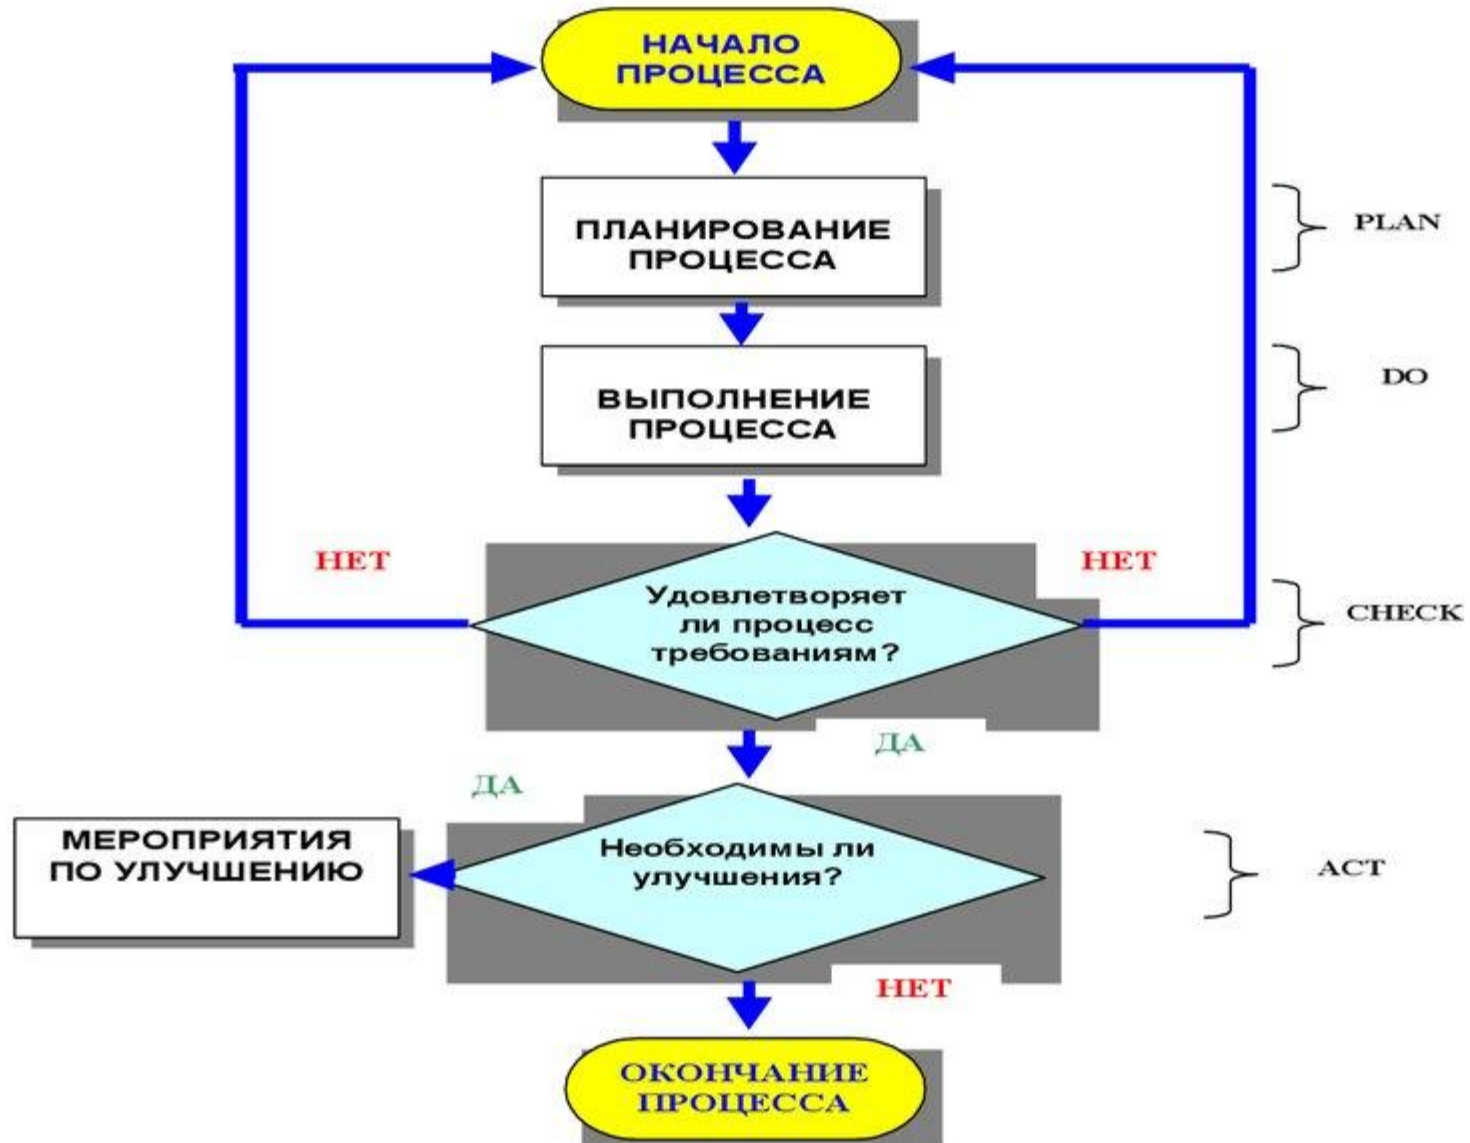 НАЧАЛО
ПРОЦЕССА
ПЛАНИРОВАНИЕ
ПРОЦЕССА
PLAN
ВЫПОЛНЕНИЕ
ПРОЦЕССА
DO
НЕТ
НЕТ
Удовлетворяет
ли процесс
требованиям?
CHECK
ДА
ДА
МЕРОПРИЯТИЯ
ПО УЛУЧШЕНИЮ
Необходимы ли
улучшения?
ACT
НЕТ
ОКОНЧАНИЕ
ПРОЦЕССА